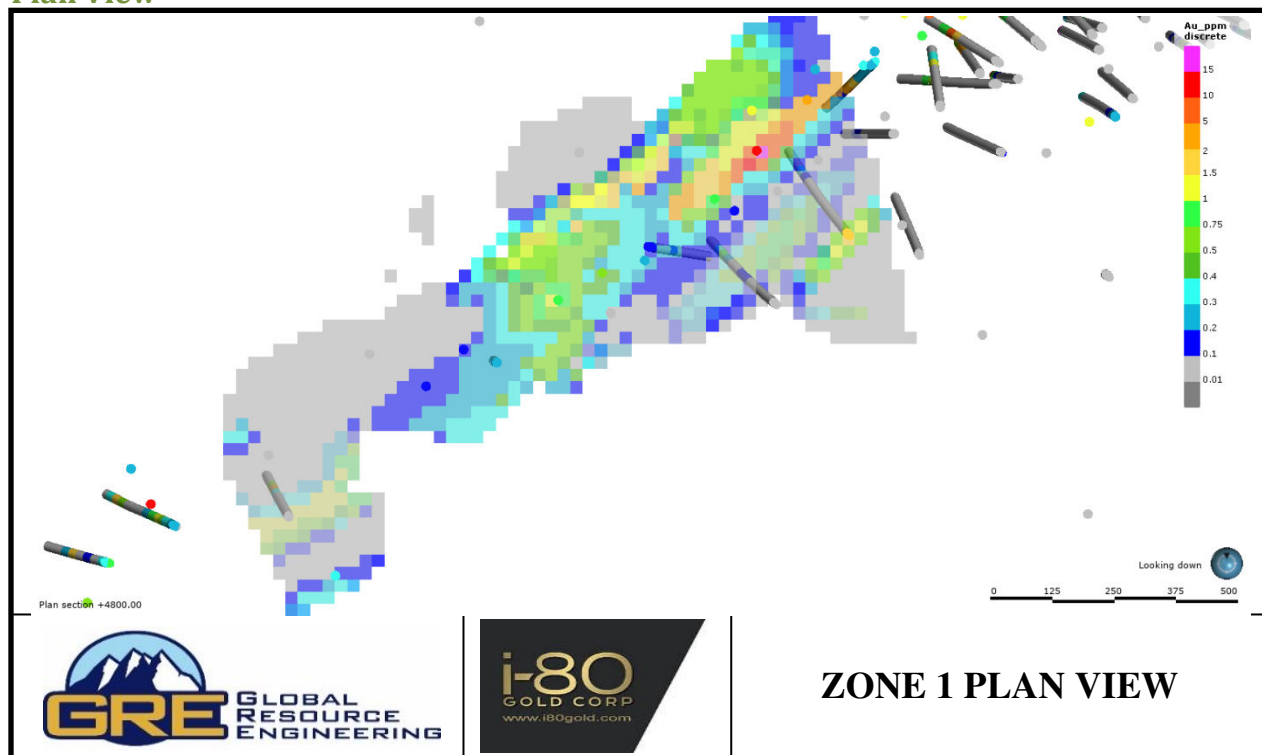 Plan View
Au_ppm
discrete
15
10
5
2
1.5
1
0.75
0.5
0.4
0.3
0.2
0.1
0.01
Looking down
0 125 250 375 500
Plan section +4800.00
GRE GLOBAL
RESOURCE
ENGINEERING
i-80
GOLD CORP
www.i80gold.com
ZONE 1 PLAN VIEW